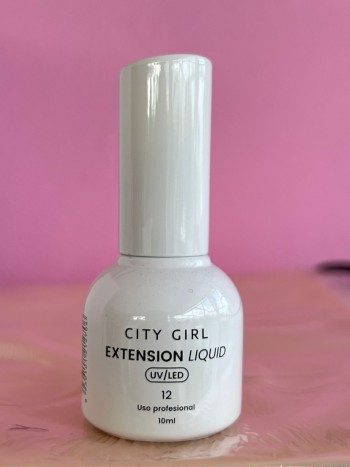 CITY GIRL
EXTENSION LIQUID
UV/LED
12
Uso profesional
10ml